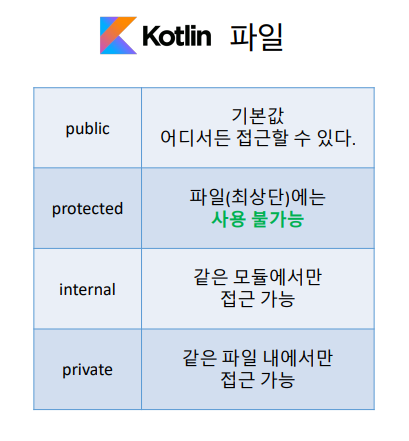 Kotlin 파일
public
기본값
어디서든 접근할 수 있다.
protected
파일(최상단)에는
사용 불가능
internal
같은 모듈에서만
접근 가능
private
같은 파일 내에서만
접근 가능